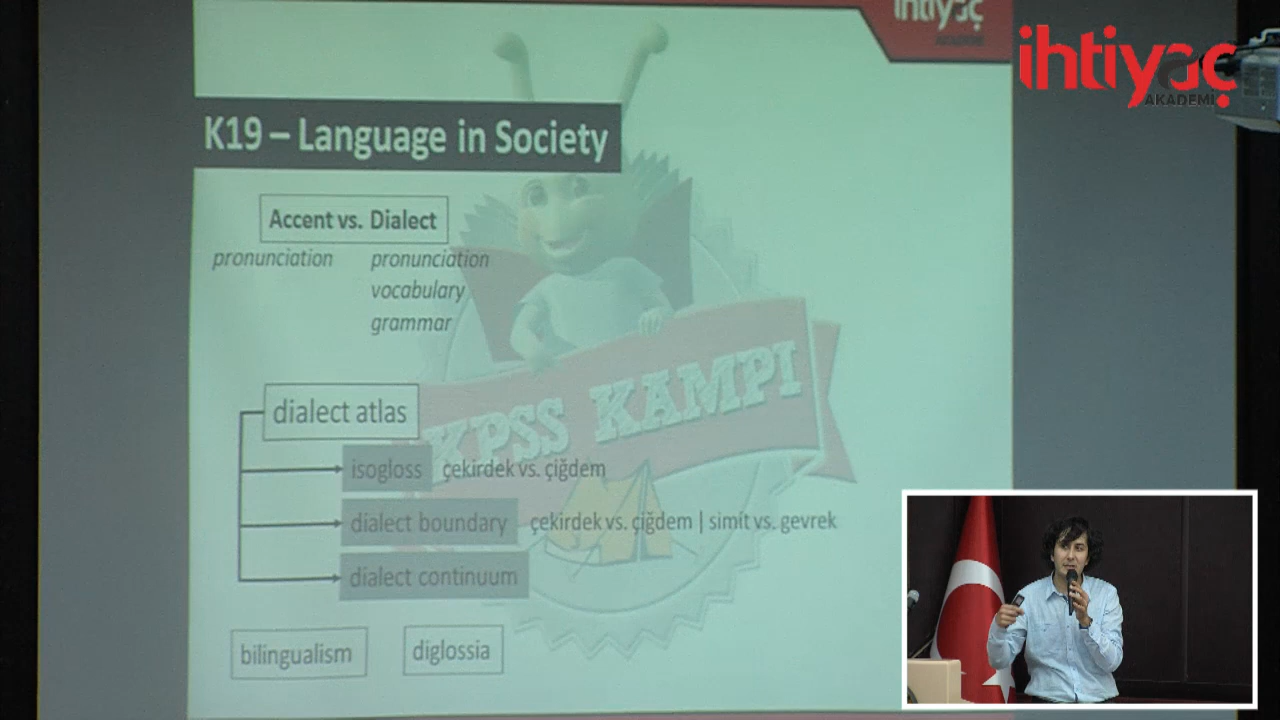 ihtiyaç
AKADEMİ
ihtiyaç
AKADEMİ
K19 – Language in Society
Accent vs. Dialect
pronunciation pronunciation
vocabulary
grammar
KPSS KAMPI
dialect atlas
isogloss çekirdek vs. çiğdem
dialect boundary çekirdek vs. çiğdem | simit vs. gevrek
dialect continuum
bilingualism diglossia